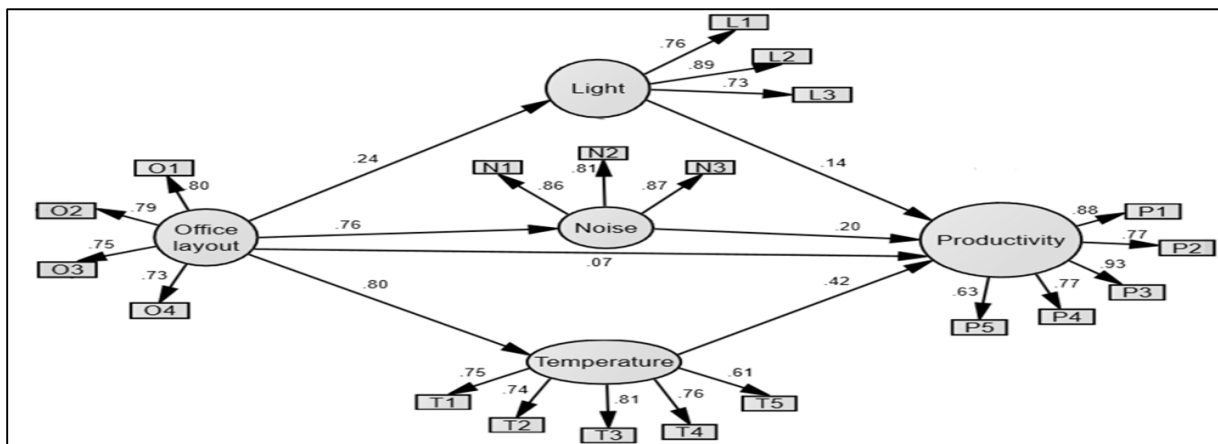 L1
.76
L2
.89
Light
.73
L3
.24
.14
O1
.80
N1
N2
N3
.81
.86
.87
O2
.79
P1
.88
Office
layout
.76
Noise
.20
Productivity
.77
P2
.75
O3
.07
.93
P3
.73
O4
.80
.42
.63
.77
P4
P5
Temperature
.75
.74
.81
.76
.61
T1
T2
T3
T4
T5